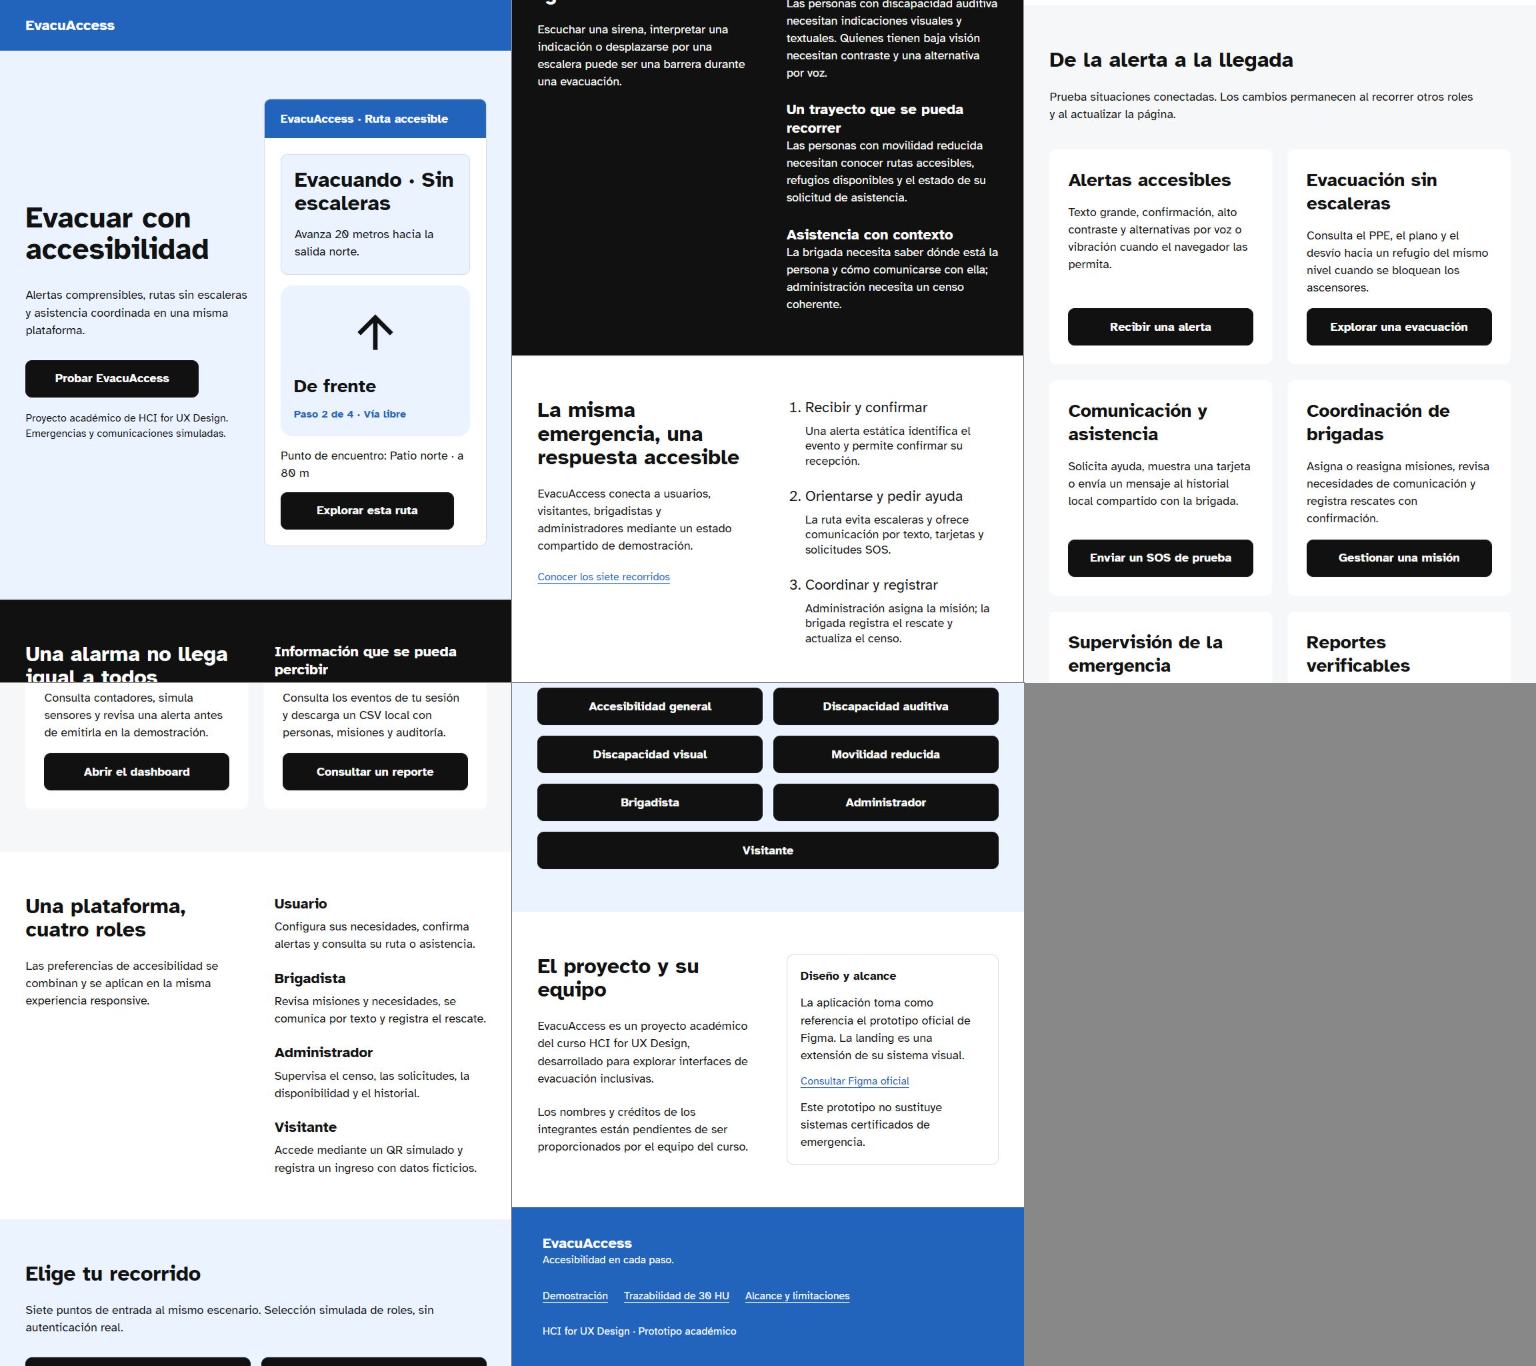 EvacuAccess
Evacuar con
accesibilidad
Alertas comprensibles, rutas sin escaleras
y asistencia coordinada en una misma
plataforma.
Probar EvacuAccess
Proyecto académico de HCI for UX Design.
Emergencias y comunicaciones simuladas.
EvacuAccess · Ruta accesible
Evacuando · Sin
escaleras
Avanza 20 metros hacia la
salida norte.
De frente
Paso 2 de 4 · Vía libre
Punto de encuentro: Patio norte · a
80 m
Explorar esta ruta
Una alarma no llega
igual a todos
Información que se pueda
percibir
Escuchar una sirena, interpretar una
indicación o desplazarse por una
escalera puede ser una barrera durante
una evacuación.
Las personas con discapacidad auditiva
necesitan indicaciones visuales y
textuales. Quienes tienen baja visión
necesitan contraste y una alternativa
por voz.
Un trayecto que se pueda
recorrer
Las personas con movilidad reducida
necesitan conocer rutas accesibles,
refugios disponibles y el estado de su
solicitud de asistencia.
Asistencia con contexto
La brigada necesita saber dónde está la
persona y cómo comunicarse con ella;
administración necesita un censo
coherente.
La misma
emergencia, una
respuesta accesible
EvacuAccess conecta a usuarios,
visitantes, brigadistas y
administradores mediante un estado
compartido de demostración.
Conocer los siete recorridos
1. Recibir y confirmar
Una alerta estática identifica el
evento y permite confirmar su
recepción.
2. Orientarse y pedir ayuda
La ruta evita escaleras y ofrece
comunicación por texto, tarjetas y
solicitudes SOS.
3. Coordinar y registrar
Administración asigna la misión; la
brigada registra el rescate y
actualiza el censo.
De la alerta a la llegada
Prueba situaciones conectadas. Los cambios permanecen al recorrer otros roles
y al actualizar la página.
Alertas accesibles
Texto grande, confirmación, alto
contraste y alternativas por voz o
vibración cuando el navegador las
permita.
Recibir una alerta
Evacuación sin
escaleras
Consulta el PPE, el plano y el
desvío hacia un refugio del mismo
nivel cuando se bloquean los
ascensores.
Explorar una evacuación
Comunicación y
asistencia
Solicita ayuda, muestra una tarjeta
o envía un mensaje al historial
local compartido con la brigada.
Enviar un SOS de prueba
Coordinación de
brigadas
Asigna o reasigna misiones, revisa
necesidades de comunicación y
registra rescates con
confirmación.
Gestionar una misión
Supervisión de la
emergencia
Reportes
verificables
Consulta contadores, simula
sensores y revisa una alerta antes
de emitirla en la demostración.
Abrir el dashboard
Consulta los eventos de tu sesión
y descarga un CSV local con
personas, misiones y auditoría.
Consultar un reporte
Una plataforma,
cuatro roles
Las preferencias de accesibilidad se
combinan y se aplican en la misma
experiencia responsive.
Usuario
Configura sus necesidades, confirma
alertas y consulta su ruta o asistencia.
Brigadista
Revisa misiones y necesidades, se
comunica por texto y registra el rescate.
Administrador
Supervisa el censo, las solicitudes, la
disponibilidad y el historial.
Visitante
Accede mediante un QR simulado y
registra un ingreso con datos ficticios.
Elige tu recorrido
Siete puntos de entrada al mismo escenario. Selección simulada de roles, sin
autenticación real.
Accesibilidad general
Discapacidad auditiva
Discapacidad visual
Movilidad reducida
Brigadista
Administrador
Visitante
El proyecto y su
equipo
EvacuAccess es un proyecto académico
del curso HCI for UX Design,
desarrollado para explorar interfaces de
evacuación inclusivas.
Los nombres y créditos de los
integrantes están pendientes de ser
proporcionados por el equipo del curso.
Diseño y alcance
La aplicación toma como
referencia el prototipo oficial de
Figma. La landing es una
extensión de su sistema visual.
Consultar Figma oficial
Este prototipo no sustituye
sistemas certificados de
emergencia.
EvacuAccess
Accesibilidad en cada paso.
Demostración
Trazabilidad de 30 HU
Alcance y limitaciones
HCI for UX Design · Prototipo académico